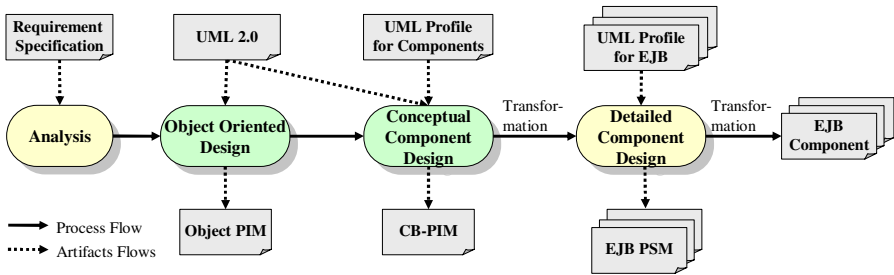 Requirement
Specification
UML 2.0
UML Profile
for Components
UML Profile
for EJB
Analysis
Object Oriented
Design
Conceptual
Component
Design
Transfor-
mation
Detailed
Component
Design
Transfor-
mation
EJB
Component
Object PIM
CB-PIM
EJB PSM
Process Flow
Artifacts Flows